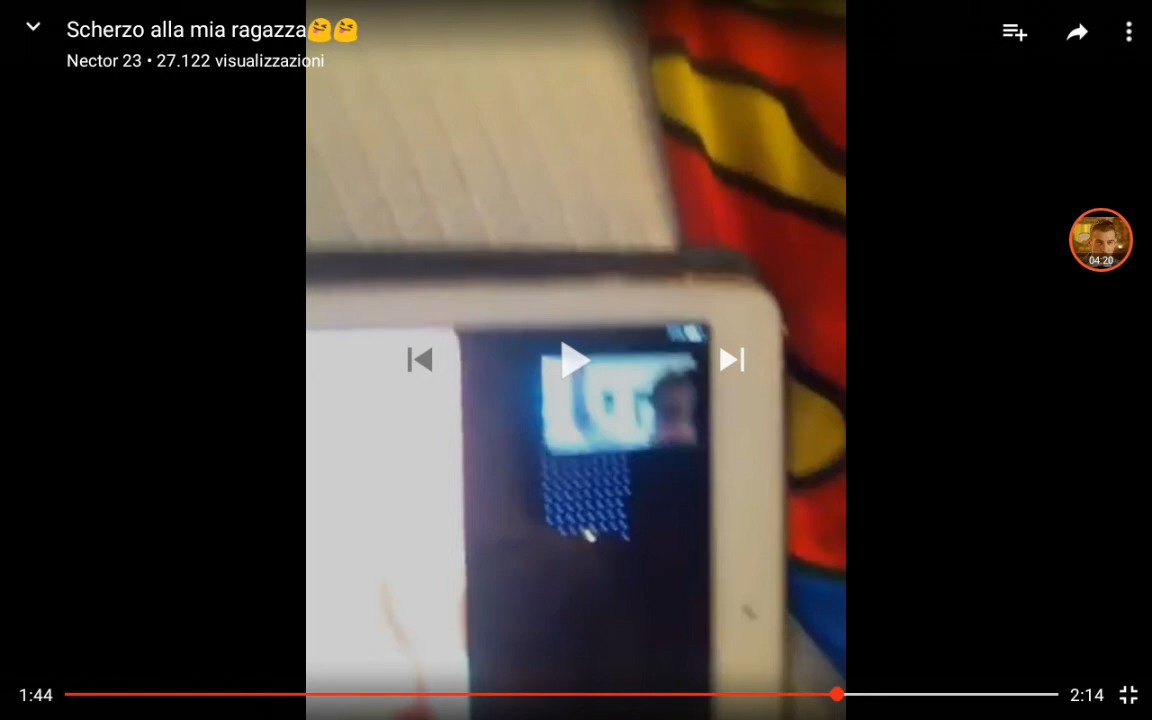 Scherzo alla mia ragazza😝😝
Nector 23 • 27.122 visualizzazioni
04:20
1:44
2:14